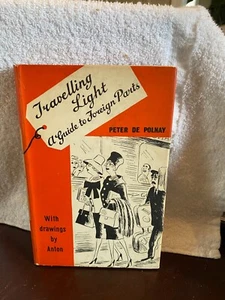 Travelling
Light
A Guide to Foreign Parts
PETER DE POLNAY
With
drawings
by
Anton